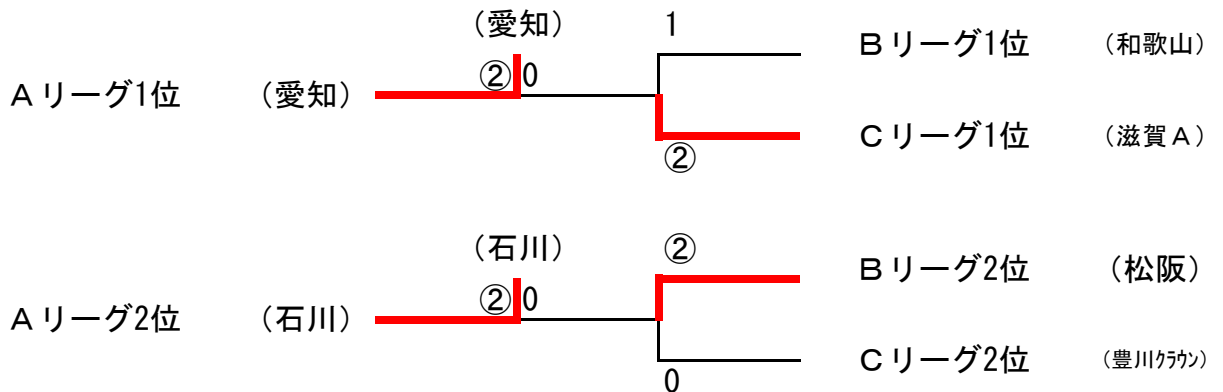 (愛知) 1
Bリーグ1位 (和歌山)
② 0
Aリーグ1位 (愛知)
Cリーグ1位 (滋賀A)
②
(石川) ②
Bリーグ2位 (松阪)
② 0
Aリーグ2位 (石川)
Cリーグ2位 (豊川クラウン)
0